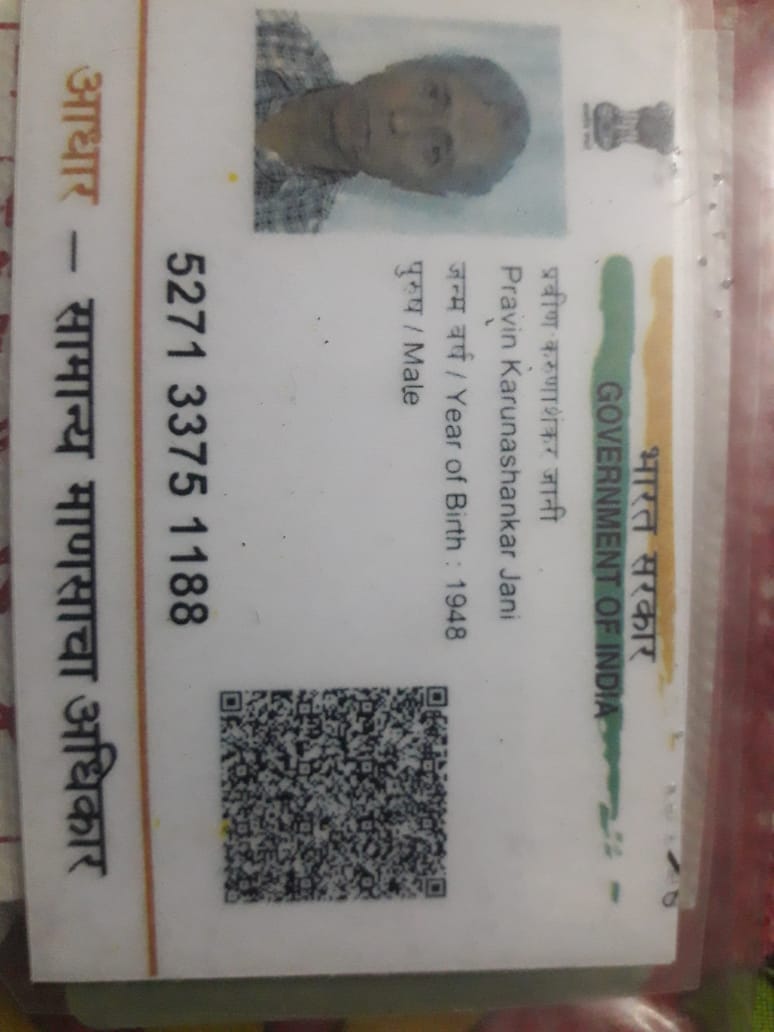 भारत सरकार
GOVERNMENT OF INDIA
प्रवीण करुणाशंकर जानी
Pravin Karunashankar Jani
जन्म वर्ष / Year of Birth : 1948
पुरुष / Male
5271 3375 1188
आधार — सामान्य माणसाचा अधिकार